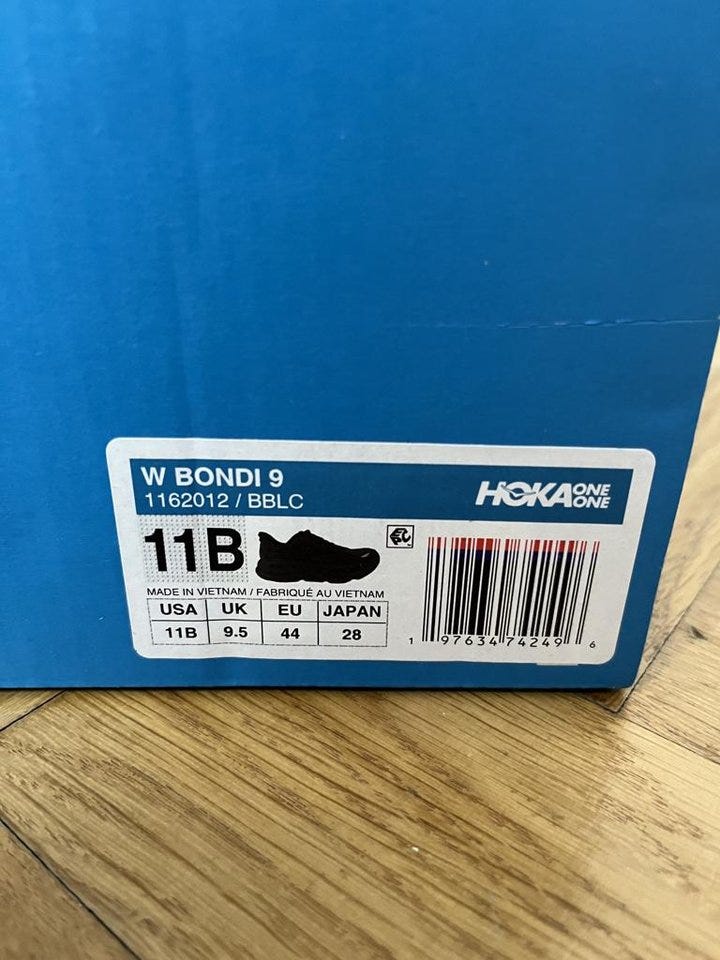 W BONDI 9
1162012 / BBLC
HOKA ONE ONE
11B
MADE IN VIETNAM / FABRIQUÉ AU VIETNAM
USA UK EU JAPAN
11B 9.5 44 28
1 97634 74249 6